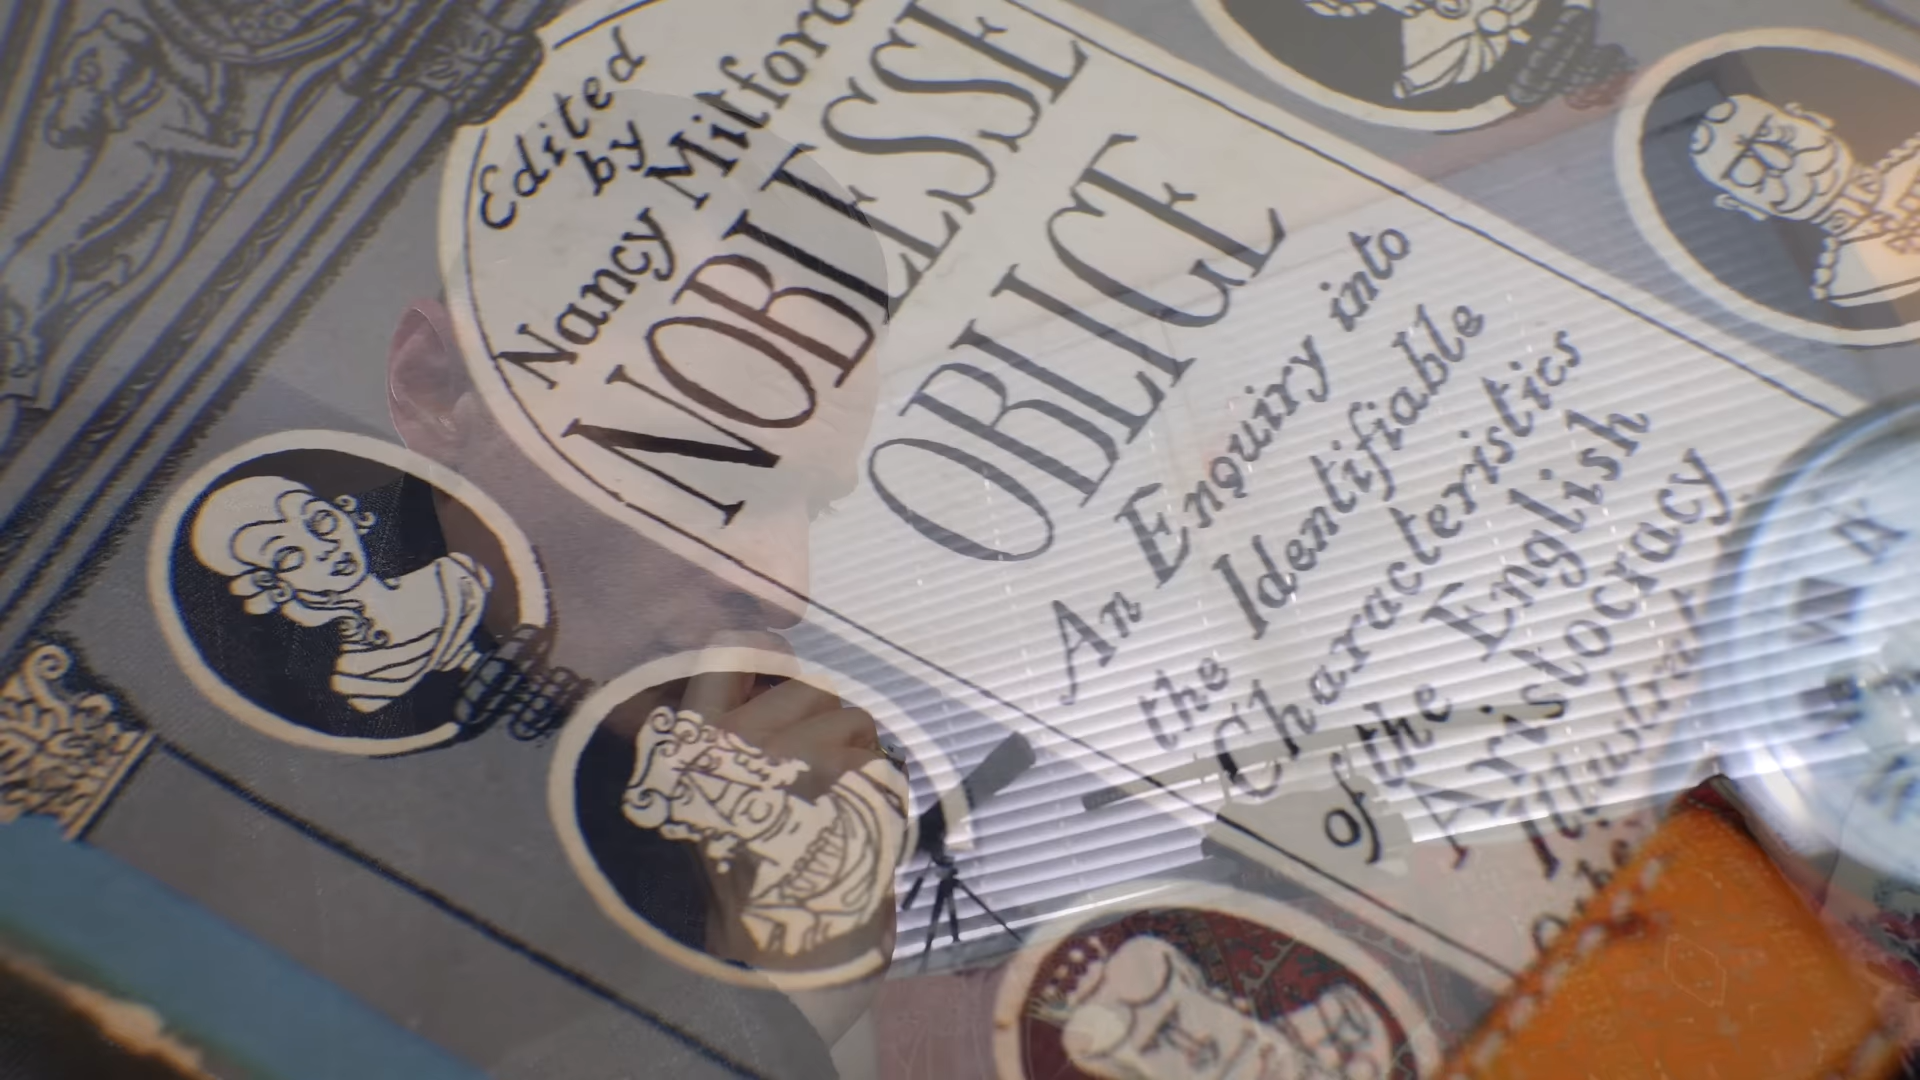 Edited
by
Nancy Mitford
NOBLESSE
OBLIGE
An Enquiry into
the Identifiable
Characteristics
of the English
Aristocracy